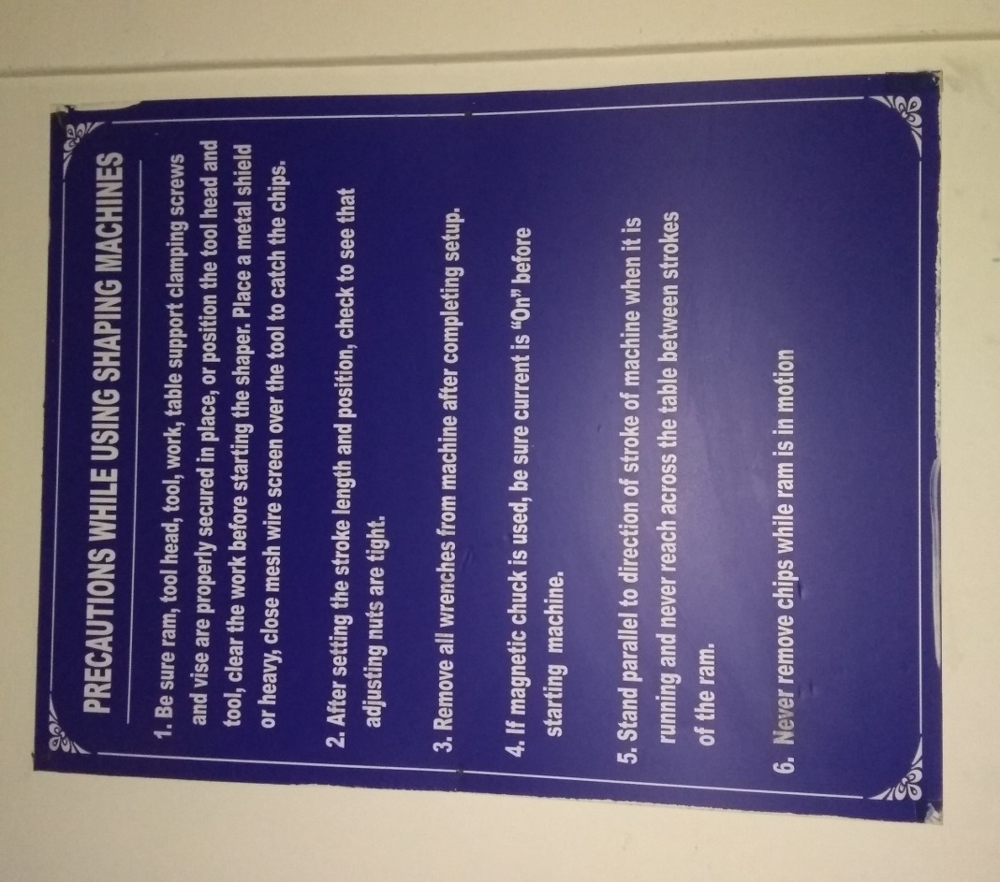 PRECAUTIONS WHILE USING SHAPING MACHINES
1. Be sure ram, tool head, tool, work, table support clamping screws
and vise are properly secured in place, or position the tool head and
tool, clear the work before starting the shaper. Place a metal shield
or heavy, close mesh wire screen over the tool to catch the chips.
2. After setting the stroke length and position, check to see that
adjusting nuts are tight.
3. Remove all wrenches from machine after completing setup.
4. If magnetic chuck is used, be sure current is “On” before
starting machine.
5. Stand parallel to direction of stroke of machine when it is
running and never reach across the table between strokes
of the ram.
6. Never remove chips while ram is in motion